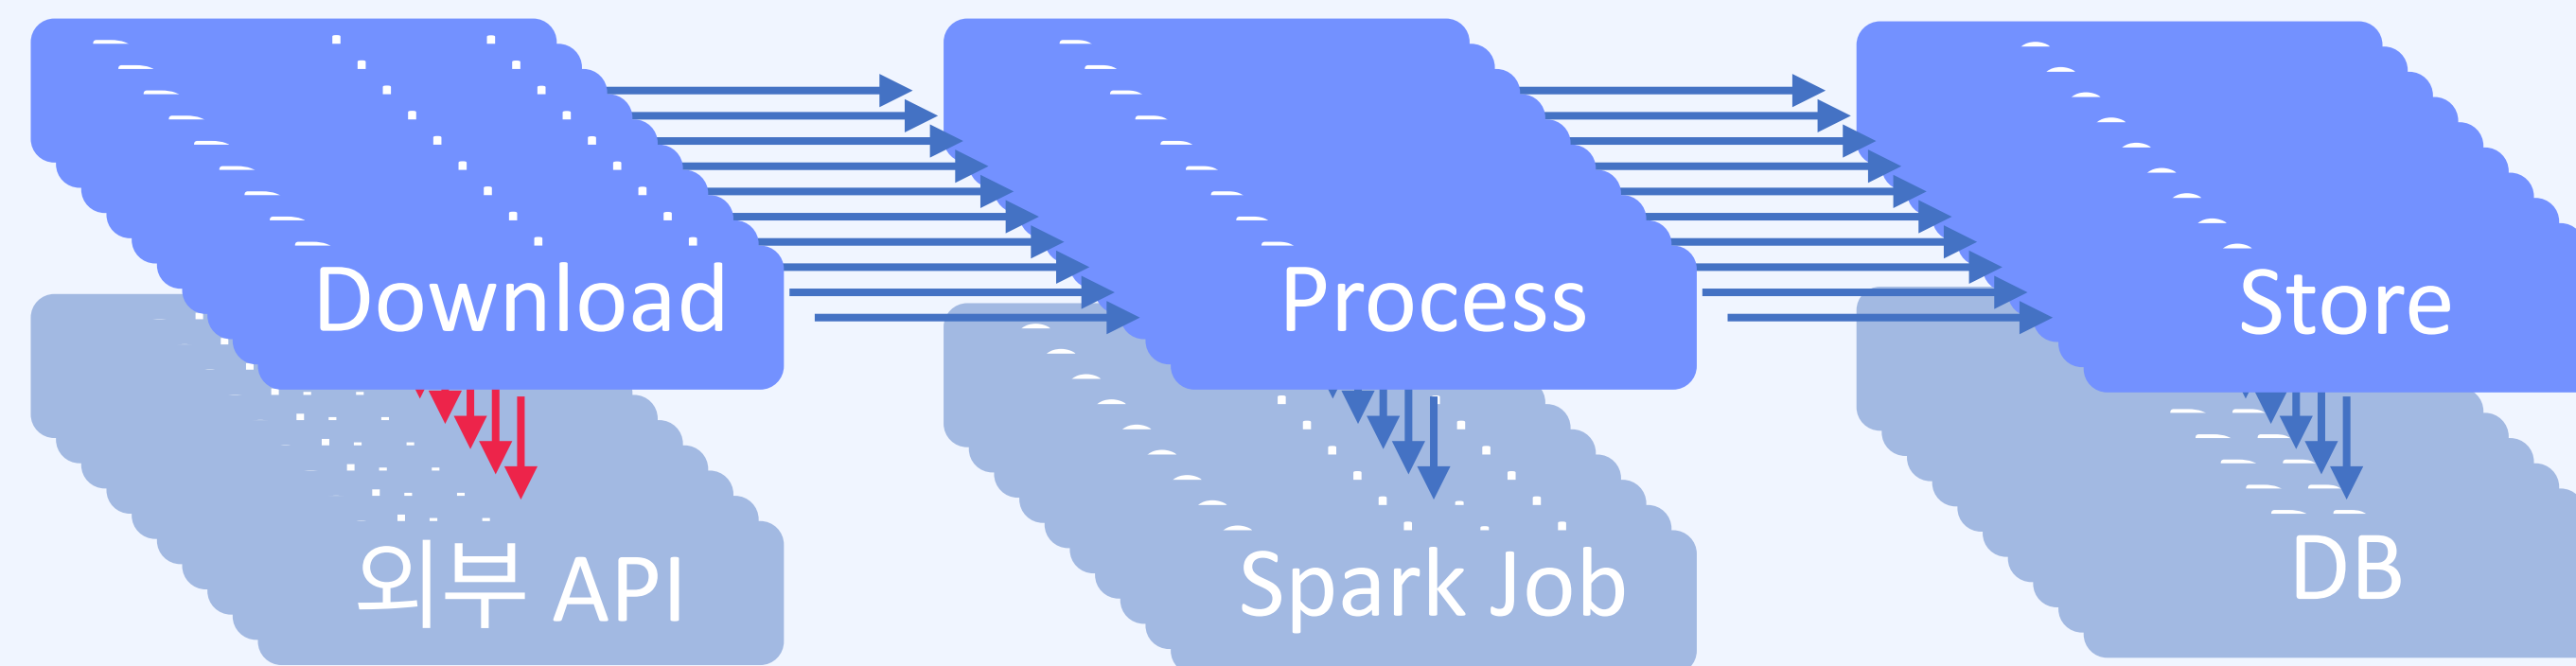 Download
Process
Store
외부 API
Spark Job
DB